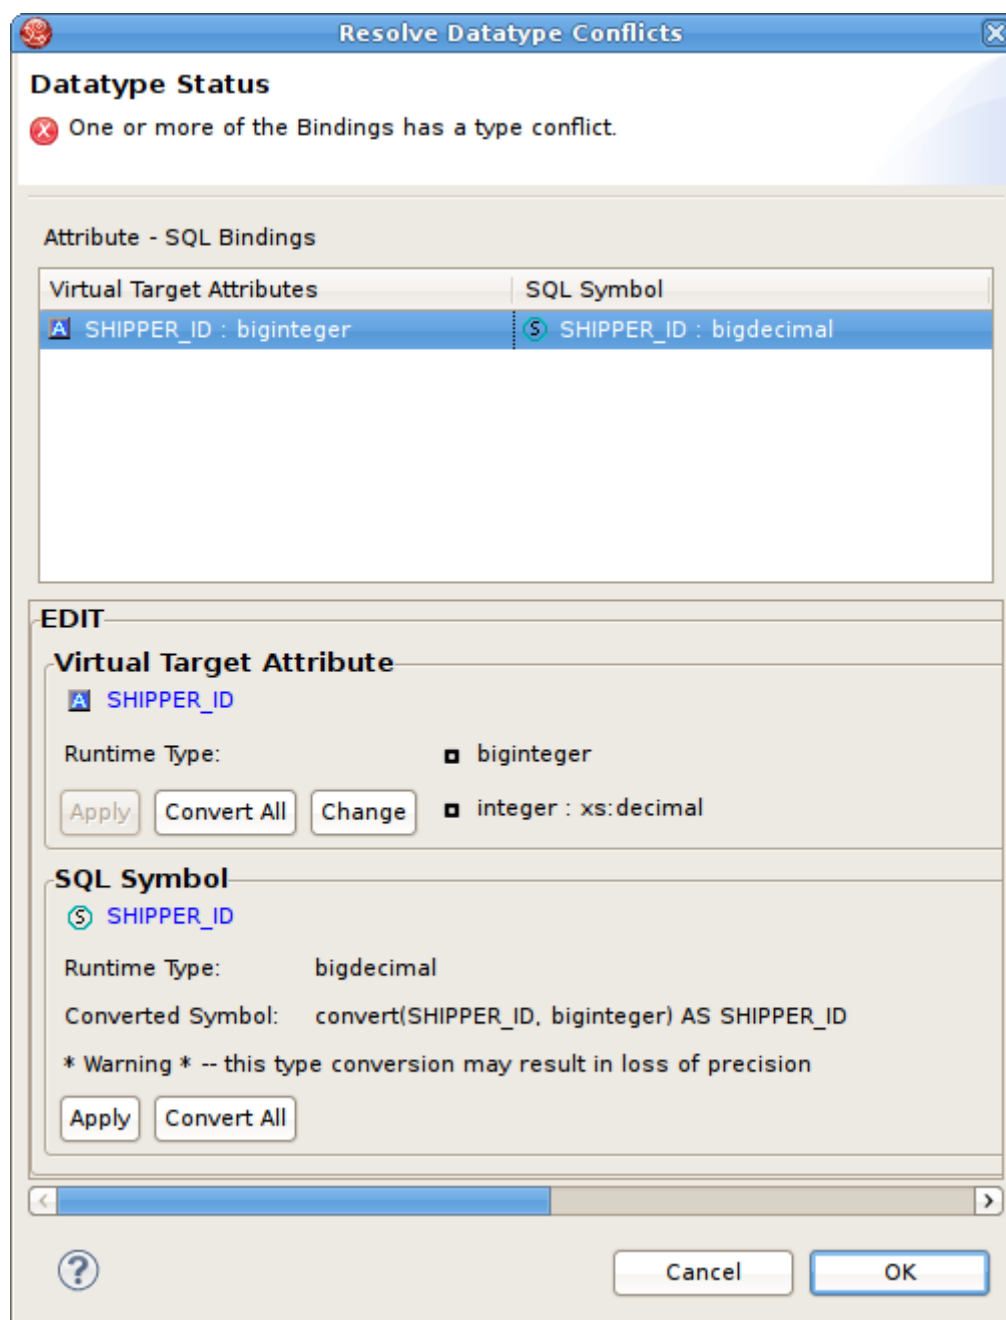 Resolve Datatype Conflicts
Datatype Status
One or more of the Bindings has a type conflict.
Attribute - SQL Bindings
Virtual Target Attributes SQL Symbol
A SHIPPER_ID : biginteger S SHIPPER_ID : bigdecimal
EDIT
Virtual Target Attribute
A SHIPPER_ID
Runtime Type: biginteger
Apply Convert All Change integer : xs:decimal
SQL Symbol
S SHIPPER_ID
Runtime Type: bigdecimal
Converted Symbol: convert(SHIPPER_ID, biginteger) AS SHIPPER_ID
* Warning * -- this type conversion may result in loss of precision
Apply Convert All
? Cancel OK